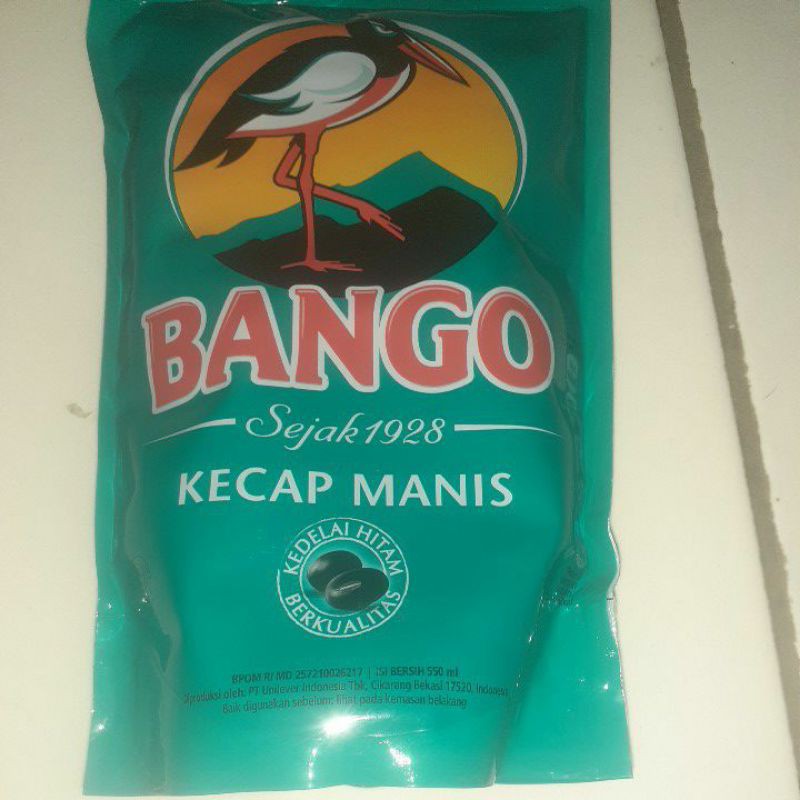 BANGO
Sejak 1928
KECAP MANIS
KEDELAI HITAM
BERKUALITAS
BPOM RI MD 257210026217 | ISI BERSIH 550 ml
Diproduksi oleh: PT Unilever Indonesia Tbk, Cikarang Bekasi 17520, Indonesia
Baik digunakan sebelum: lihat pada kemasan belakang